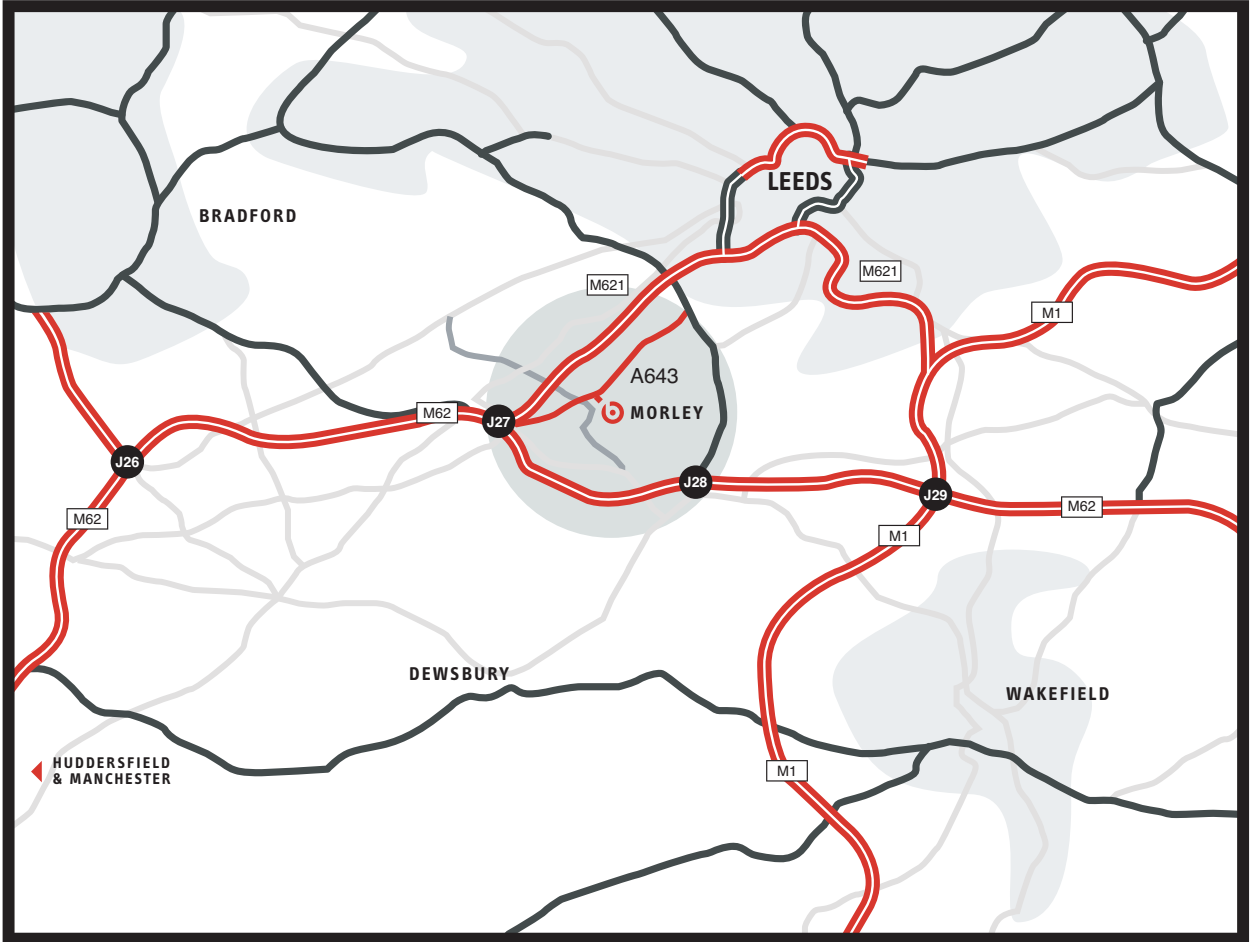 LEEDS
BRADFORD
M621
M621
M1
A643
MORLEY
M62
J27
J26
J28
J29
M62
M62
M1
DEWSBURY
WAKEFIELD
HUDDERSFIELD
& MANCHESTER
M1